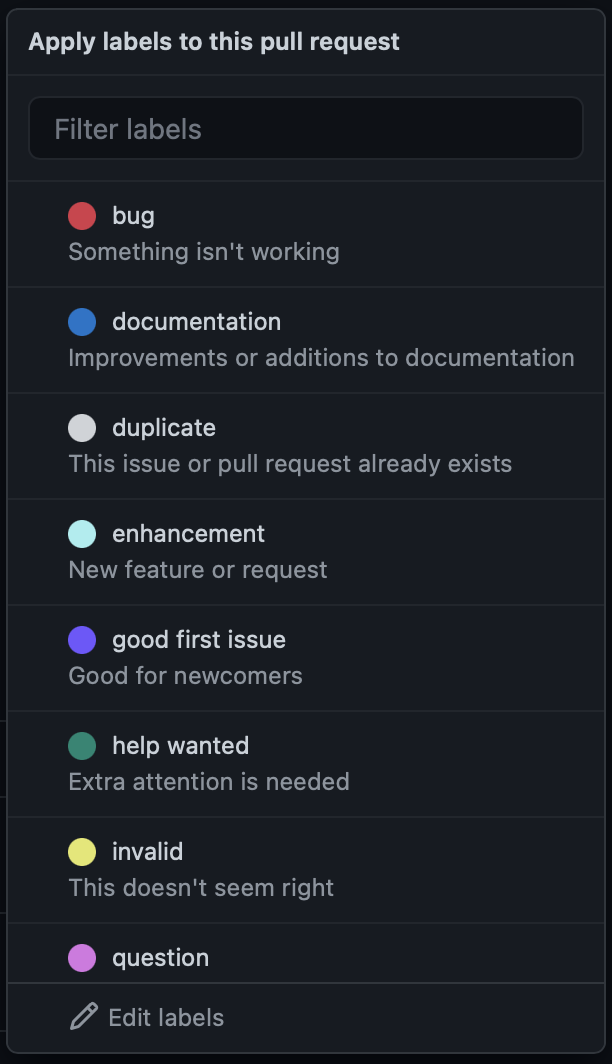 Apply labels to this pull request
Filter labels
bug
Something isn't working
documentation
Improvements or additions to documentation
duplicate
This issue or pull request already exists
enhancement
New feature or request
good first issue
Good for newcomers
help wanted
Extra attention is needed
invalid
This doesn't seem right
question
Edit labels